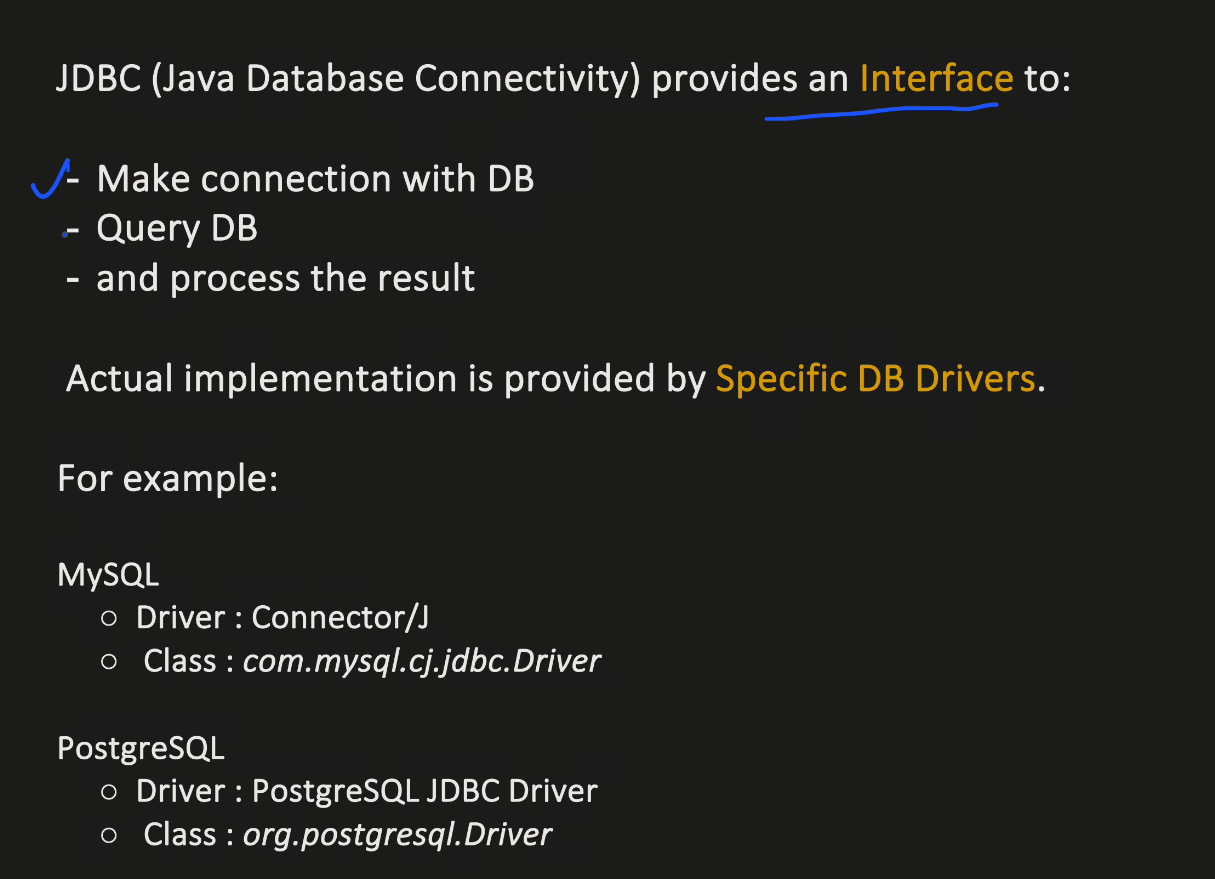 JDBC (Java Database Connectivity) provides an Interface to:
- Make connection with DB
- Query DB
- and process the result
Actual implementation is provided by Specific DB Drivers.
For example:
MySQL
○ Driver : Connector/J
○ Class : com.mysql.cj.jdbc.Driver
PostgreSQL
○ Driver : PostgreSQL JDBC Driver
○ Class : org.postgresql.Driver